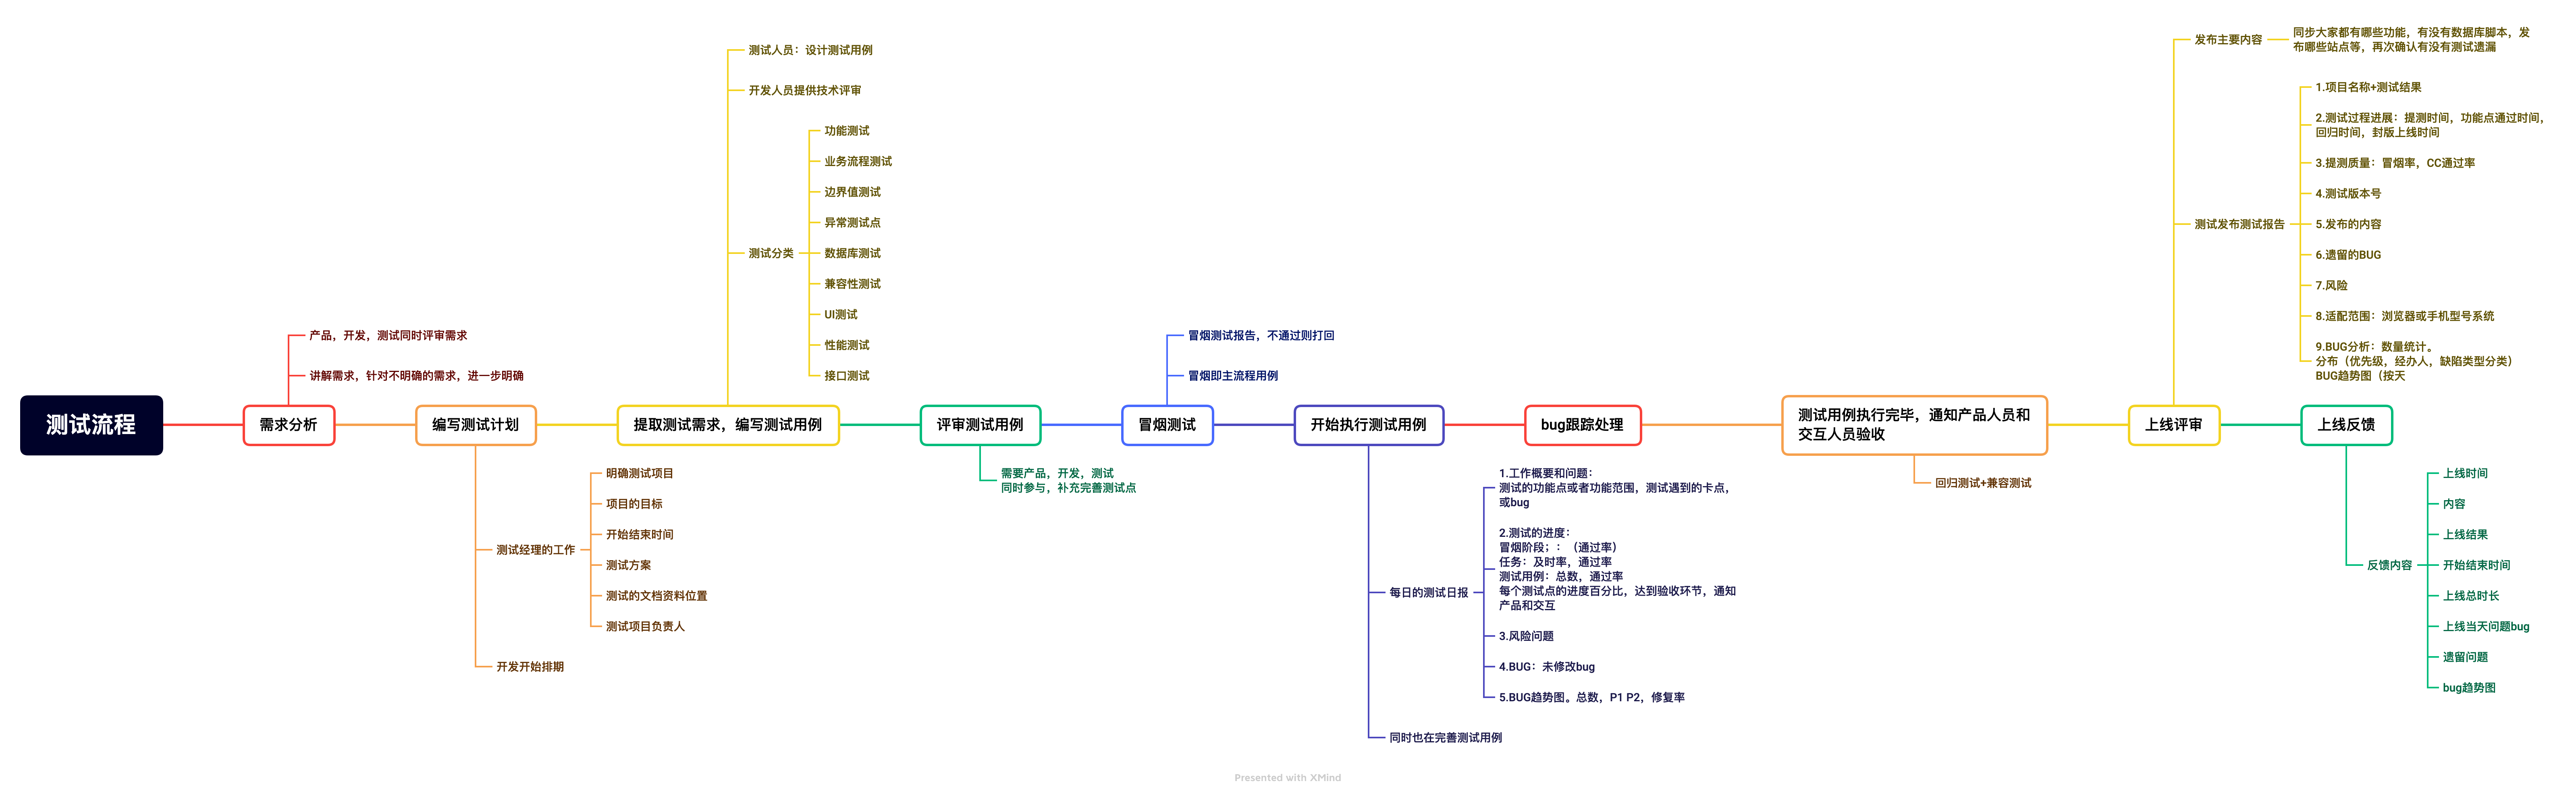 测试流程
需求分析
产品，开发，测试同时评审需求
讲解需求，针对不明确的需求，进一步明确
编写测试计划
测试经理的工作
明确测试项目
项目的目标
开始结束时间
测试方案
测试的文档资料位置
测试项目负责人
开发开始排期
提取测试需求，编写测试用例
测试人员：设计测试用例
开发人员提供技术评审
测试分类
功能测试
业务流程测试
边界值测试
异常测试点
数据库测试
兼容性测试
UI测试
性能测试
接口测试
评审测试用例
需要产品，开发，测试
同时参与，补充完善测试点
冒烟测试
冒烟测试报告，不通过则打回
冒烟即主流程用例
开始执行测试用例
每日的测试日报
1.工作概要和问题：
测试的功能点或者功能范围，测试遇到的卡点，
或bug
2.测试的进度：
冒烟阶段；：（通过率）
任务：及时率，通过率
测试用例：总数，通过率
每个测试点的进度百分比，达到验收环节，通知
产品和交互
3.风险问题
4.BUG：未修改bug
5.BUG趋势图。总数，P1 P2，修复率
同时也在完善测试用例
bug跟踪处理
测试用例执行完毕，通知产品人员和
交互人员验收
回归测试+兼容测试
上线评审
发布主要内容
同步大家都有哪些功能，有没有数据库脚本，发
布哪些站点等，再次确认有没有测试遗漏
测试发布测试报告
1.项目名称+测试结果
2.测试过程进展：提测时间，功能点通过时间，
回归时间，封版上线时间
3.提测质量：冒烟率，CC通过率
4.测试版本号
5.发布的内容
6.遗留的BUG
7.风险
8.适配范围：浏览器或手机型号系统
9.BUG分析：数量统计。
分布（优先级，经办人，缺陷类型分类）
BUG趋势图（按天
上线反馈
反馈内容
上线时间
内容
上线结果
开始结束时间
上线总时长
上线当天问题bug
遗留问题
bug趋势图
Presented with XMind